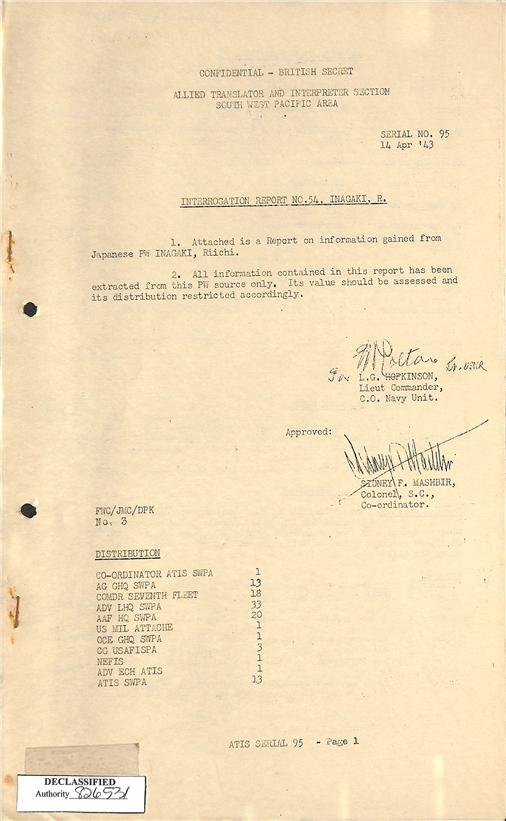 CONFIDENTIAL - BRITISH SECRET
ALLIED TRANSLATOR AND INTERPRETER SECTION
SOUTH WEST PACIFIC AREA
SERIAL NO. 95
14 Apr '43
INTERROGATION REPORT NO.54, INAGAKI, R.
1. Attached is a Report on information gained from
Japanese PW INAGAKI, Riichi.
2. All information contained in this report has been
extracted from this PW source only. Its value should be assessed and
its distribution restricted accordingly.
For L.G. HOPKINSON,
Lieut Commander,
C.O. Navy Unit.
Approved:
SIDNEY F. MASHBIR,
Colonel, S.C.,
Co-ordinator.
FWC/JMC/DPK
No. 3
DISTRIBUTION
CO-ORDINATOR ATIS SWPA 1
AG GHQ SWPA 13
COMDR SEVENTH FLEET 18
ADV LHQ SWPA 33
AAF HQ SWPA 20
US MIL ATTACHE 1
OCE GHQ SWPA 1
CG USAFISPA 3
NEFIS 1
ADV ECH ATIS 1
ATIS SWPA 13
ATIS SERIAL 95 - Page 1
DECLASSIFIED
Authority 826531